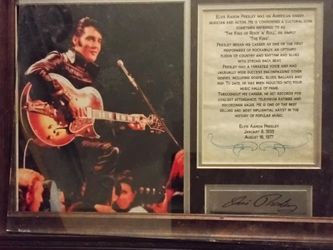 Elvis Aaron Presley was an American singer,
musician and actor. He is considered a cultural icon
sometimes referred to as
"The King of Rock 'n' Roll, or simply
"The King".
Presley began his career as one of the first
performers of rockabilly, an uptempo
fusion of country and rhythm and blues
with strong back beat.
Presley had a versatile voice and had
unusually wide success encompassing other
genres, including gospel, blues, and ballads and
pop. To date, he has been inducted into four
music halls of fame.
Throughout his career, he set records for
concert attendance, television ratings and
recordings sales. He is one of the best
selling and most influential artist in the
history of popular music.
Elvis Aaron Presley
January 8, 1935
August 16, 1977
Elvis Presley